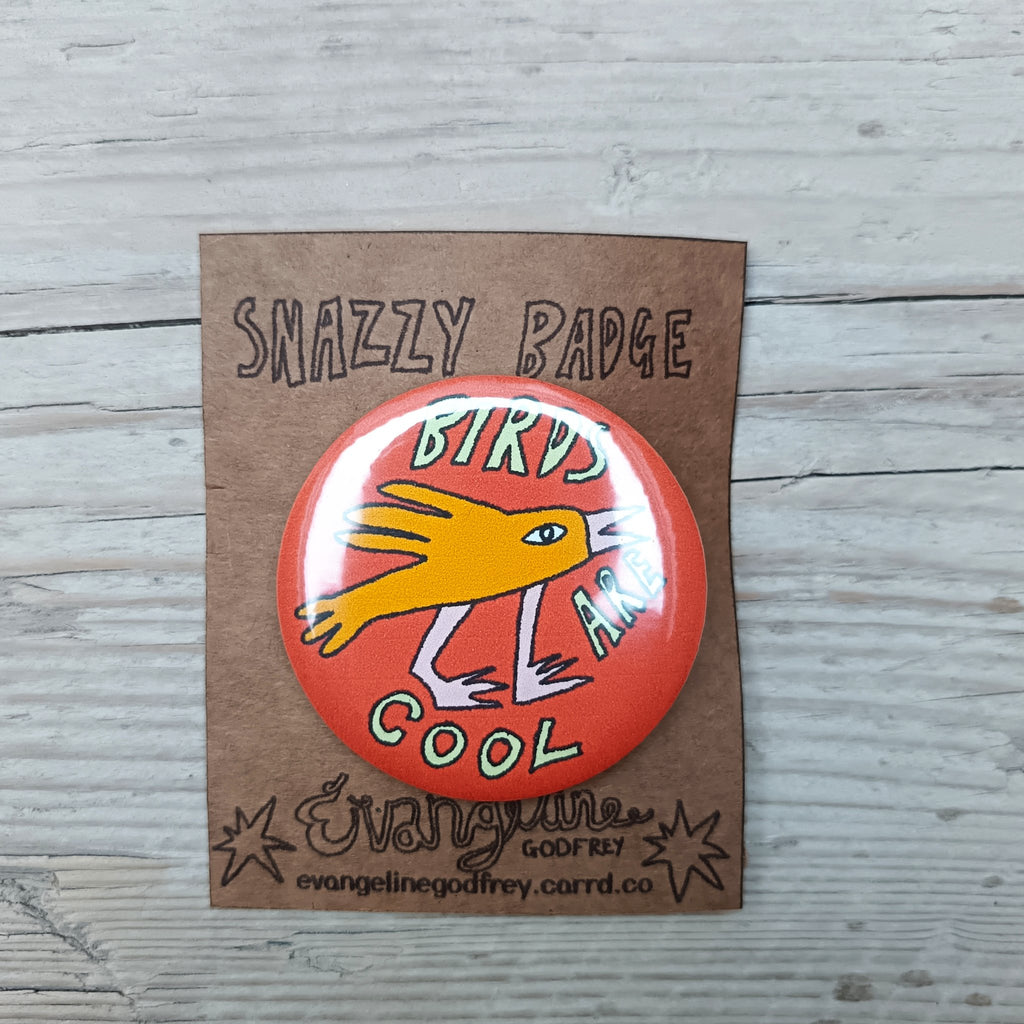 SNAZZY BADGE
BIRDS
ARE
COOL
Evangeline
GODFREY
evangelinegodfrey.carrd.co